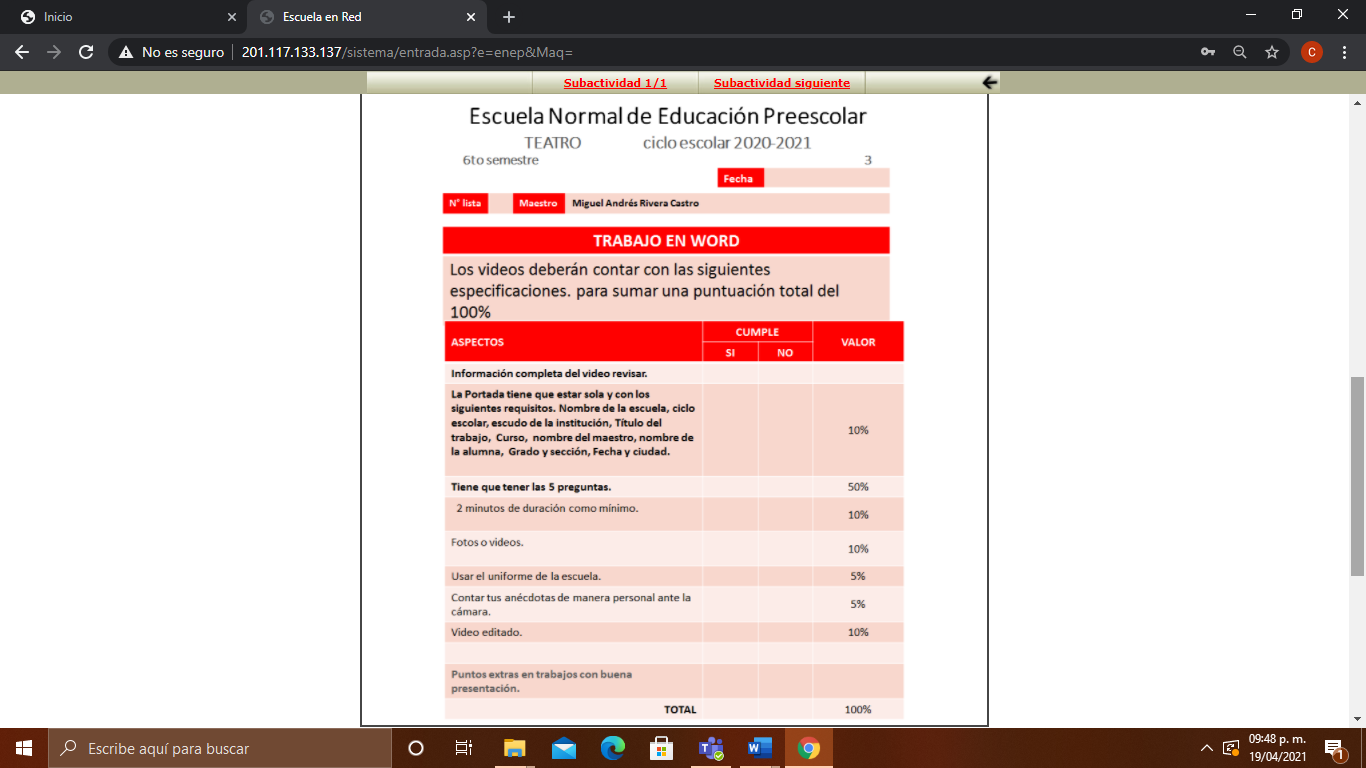 Inicio
Escuela en Red
No es seguro
201.117.133.137/sistema/entrada.asp?e=enep&Maq=
C
Subactividad 1/1
Subactividad siguiente
Escuela Normal de Educación Preescolar
TEATRO ciclo escolar 2020-2021
6to semestre 3
Fecha
N° lista Maestro Miguel Andrés Rivera Castro
TRABAJO EN WORD
Los videos deberán contar con las siguientes
especificaciones. para sumar una puntuación total del
100%
ASPECTOS CUMPLE VALOR
SI NO
Información completa del video revisar.
La Portada tiene que estar sola y con los
siguientes requisitos. Nombre de la escuela, ciclo
escolar, escudo de la institución, Título del
trabajo, Curso, nombre del maestro, nombre de
la alumna, Grado y sección, Fecha y ciudad.
10%
Tiene que tener las 5 preguntas. 50%
2 minutos de duración como mínimo. 10%
Fotos o videos. 10%
Usar el uniforme de la escuela. 5%
Contar tus anécdotas de manera personal ante la
cámara.
5%
Video editado. 10%
Puntos extras en trabajos con buena
presentación.
TOTAL 100%
Escribe aquí para buscar
09:48 p. m.
19/04/2021
1